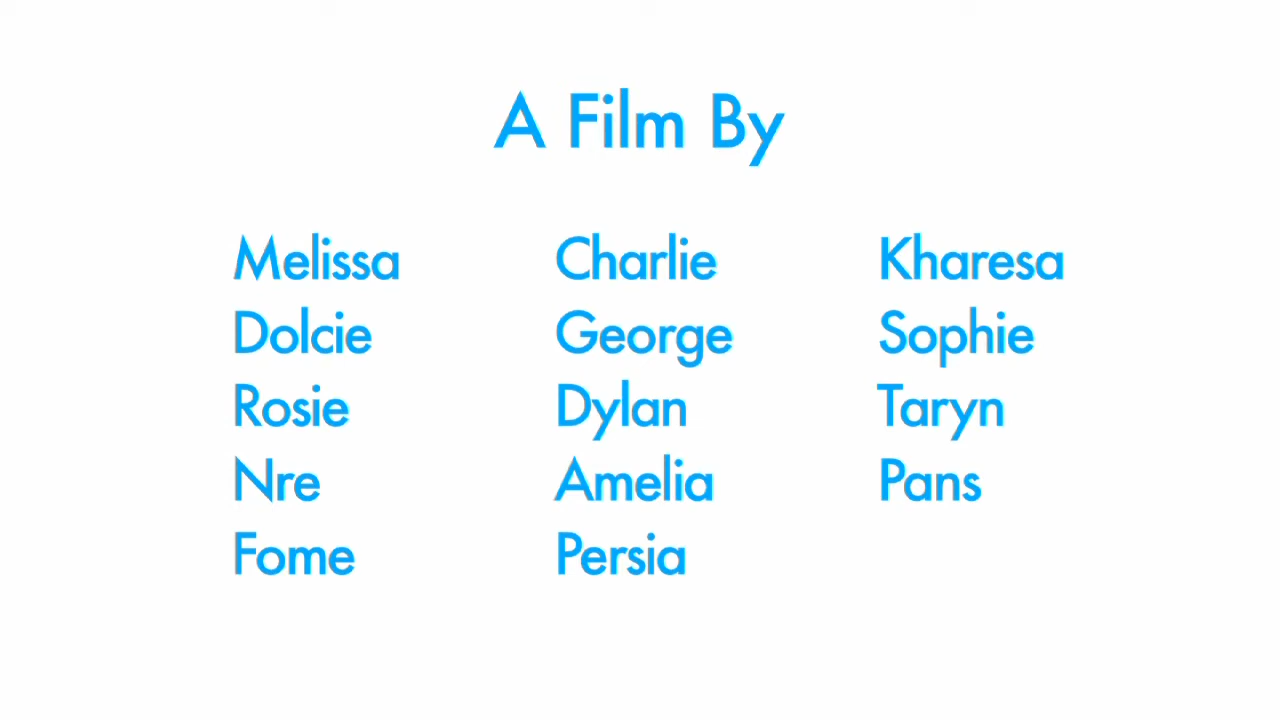 A Film By
Melissa
Dolcie
Rosie
Nre
Fome
Charlie
George
Dylan
Amelia
Persia
Kharesa
Sophie
Taryn
Pans